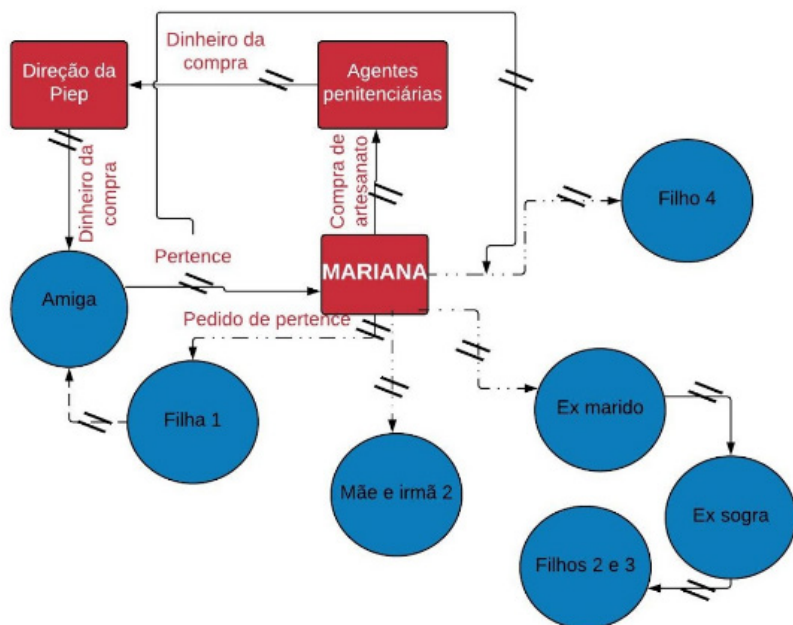 Dinheiro da
compra
Direção da
Piep
Agentes
penitenciárias
Dinheiro da
compra
Compra de
artesanato
Filho 4
Pertence
MARIANA
Amiga
Pedido de pertence
Filha 1
Ex marido
Mãe e irmã 2
Ex sogra
Filhos 2 e 3